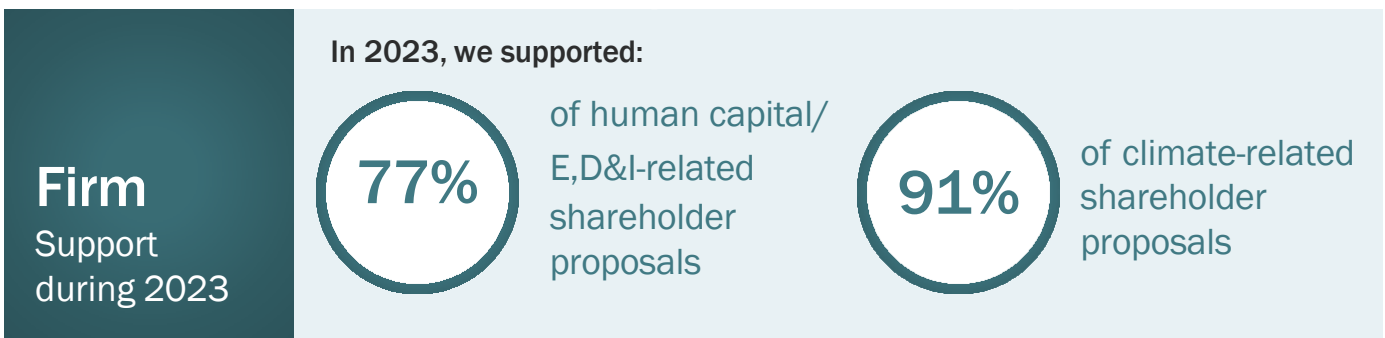 Firm
Support
during 2023
In 2023, we supported:
77%
of human capital/
E,D&I-related
shareholder
proposals
91%
of climate-related
shareholder
proposals